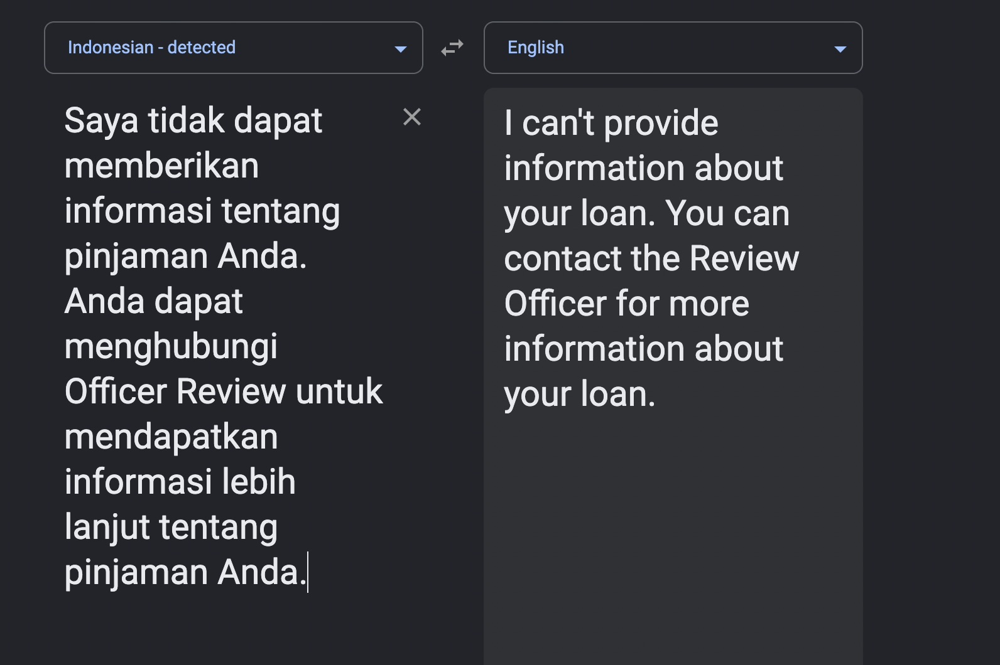 Indonesian - detected
English
Saya tidak dapat
memberikan
informasi tentang
pinjaman Anda.
Anda dapat
menghubungi
Officer Review untuk
mendapatkan
informasi lebih
lanjut tentang
pinjaman Anda.
I can't provide
information about
your loan. You can
contact the Review
Officer for more
information about
your loan.